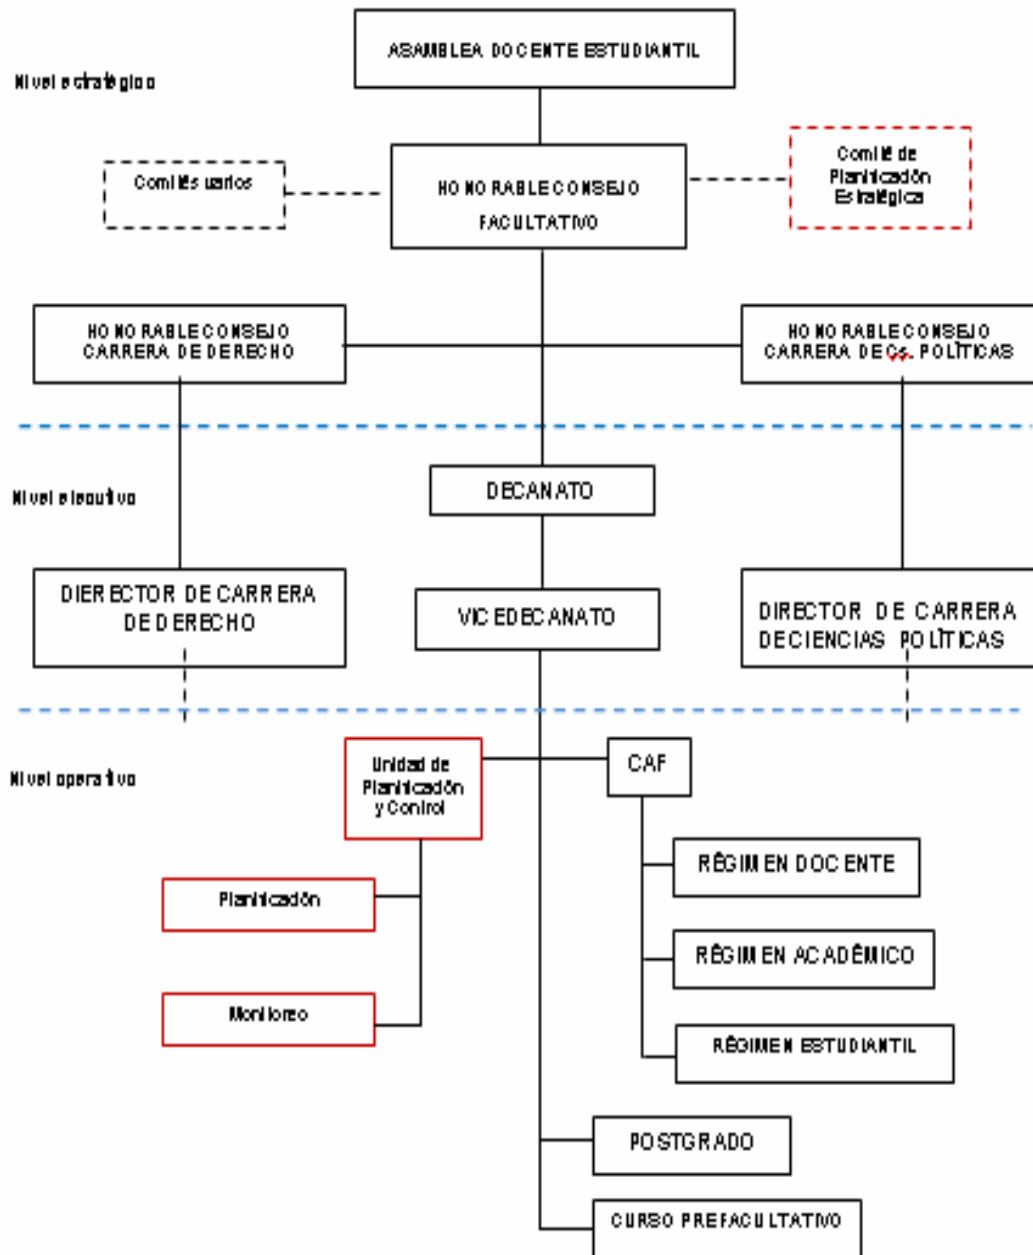 ASAMBLEA DOCENTE ESTUDIANTIL
Nivel estratégico
Comités varios
HONORABLE CONSEJO
FACULTATIVO
Comité de
Planificación
Estratégica
HONORABLE CONSEJO
CARRERA DE DERECHO
HONORABLE CONSEJO
CARRERA DE Cs. POLÍTICAS
Nivel ejecutivo
DECANATO
DIERECTOR DE CARRERA
DE DERECHO
VICEDECANATO
DIRECTOR DE CARRERA
DE CIENCIAS POLÍTICAS
Nivel operativo
Unidad de
Planificación
y Control
CAF
Planificación
Monitoreo
RÉGIMEN DOCENTE
RÉGIMEN ACADÉMICO
RÉGIMEN ESTUDIANTIL
POSTGRADO
CURSO PREFACULTATIVO